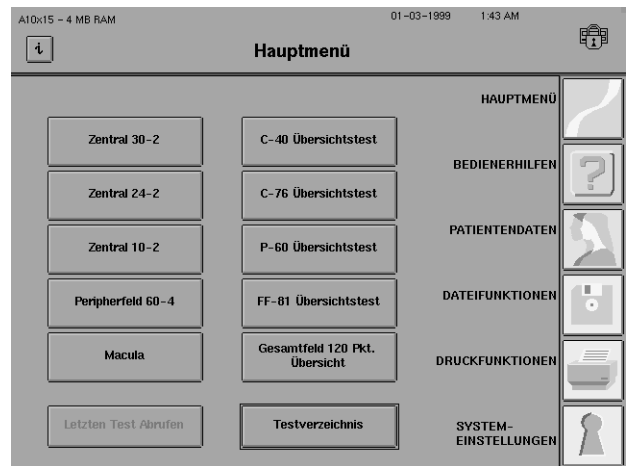 A10x15 - 4 MB RAM
01-03-1999 1:43 AM
i
Hauptmenü
HAUPTMENÜ
Zentral 30-2
C-40 Übersichtstest
BEDIENERHILFEN
?
Zentral 24-2
C-76 Übersichtstest
PATIENTENDATEN
Zentral 10-2
P-60 Übersichtstest
DATEIFUNKTIONEN
Peripherfeld 60-4
FF-81 Übersichtstest
Macula
Gesamtfeld 120 Pkt.
Übersicht
DRUCKFUNKTIONEN
Letzten Test Abrufen
Testverzeichnis
SYSTEM-
EINSTELLUNGEN